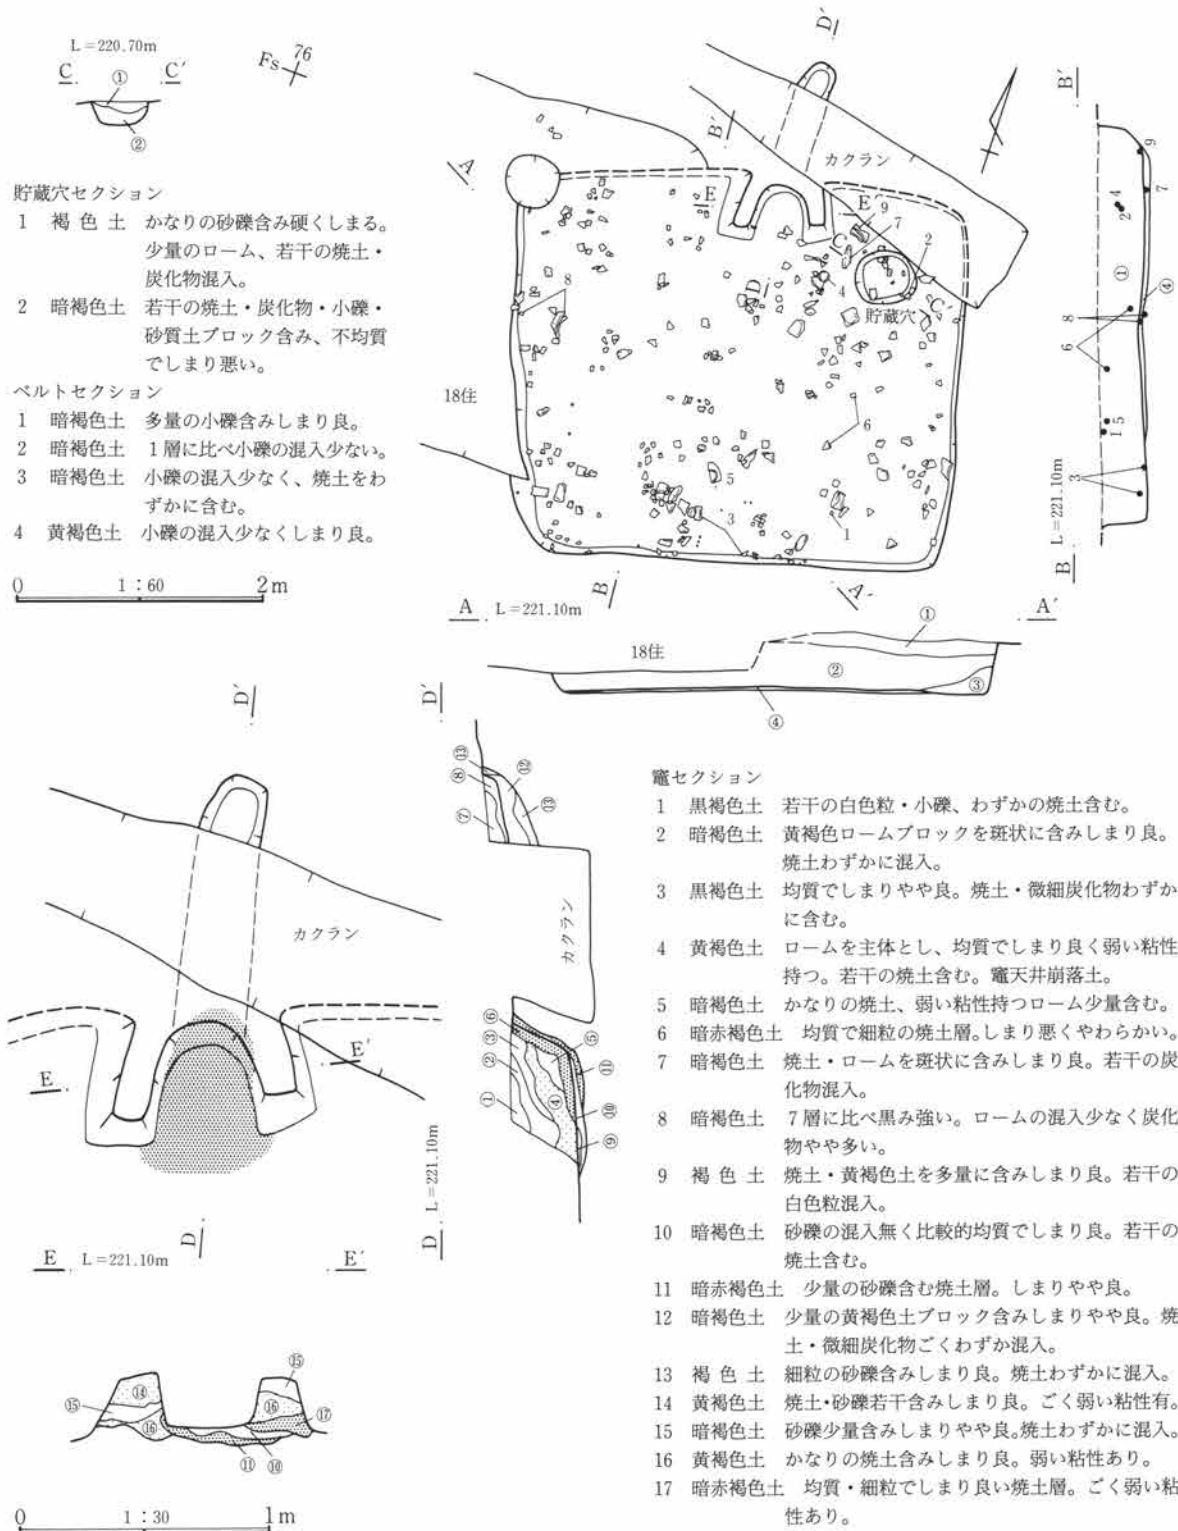 L＝220.70m
C C′
①
②
Fs 76
貯蔵穴セクション
1 褐色土 かなりの砂礫含み硬くしまる。
少量のローム、若干の焼土・
炭化物混入。
2 暗褐色土 若干の焼土・炭化物・小礫・
砂質土ブロック含み、不均質
でしまり悪い。
ベルトセクション
1 暗褐色土 多量の小礫含みしまり良。
2 暗褐色土 1層に比べ小礫の混入少ない。
3 暗褐色土 小礫の混入少なく、焼土をわ
ずかに含む。
4 黄褐色土 小礫の混入少なくしまり良。
0 1：60 2m
D′
B′
A
カクラン
E E′
9
7
2
C
8
D
4
C′
貯蔵穴
18住
6
5
3
1
B
A′
B′
9
7
4
2
①
④
8
6
5
1
3
L＝221.10m
B
A L＝221.10m A′
①
18住
②
③
④
D′
カクラン
E E′
D
D′
⑬
⑧
⑫
⑦
⑬
カクラン
⑥
③
②
①
⑤
④
⑪
⑩
⑨
L＝221.10m
D
E L＝221.10m E′
⑮
⑭
⑮
⑯
⑯
⑰
⑪
⑩
0 1：30 1m
竈セクション
1 黒褐色土 若干の白色粒・小礫、わずかの焼土含む。
2 暗褐色土 黄褐色ロームブロックを斑状に含みしまり良。
焼土わずかに混入。
3 黒褐色土 均質でしまりやや良。焼土・微細炭化物わずか
に含む。
4 黄褐色土 ロームを主体とし、均質でしまり良く弱い粘性
持つ。若干の焼土含む。竈天井崩落土。
5 暗褐色土 かなりの焼土、弱い粘性持つローム少量含む。
6 暗赤褐色土 均質で細粒の焼土層。しまり悪くやわらかい。
7 暗褐色土 焼土・ロームを斑状に含みしまり良。若干の炭
化物混入。
8 暗褐色土 7層に比べ黒み強い。ロームの混入少なく炭化
物やや多い。
9 褐色土 焼土・黄褐色土を多量に含みしまり良。若干の
白色粒混入。
10 暗褐色土 砂礫の混入無く比較的均質でしまり良。若干の
焼土含む。
11 暗赤褐色土 少量の砂礫含む焼土層。しまりやや良。
12 暗褐色土 少量の黄褐色土ブロック含みしまりやや良。焼
土・微細炭化物ごくわずか混入。
13 褐色土 細粒の砂礫含みしまり良。焼土わずかに混入。
14 黄褐色土 焼土・砂礫若干含みしまり良。ごく弱い粘性有。
15 暗褐色土 砂礫少量含みしまりやや良。焼土わずかに混入。
16 黄褐色土 かなりの焼土含みしまり良。弱い粘性あり。
17 暗赤褐色土 均質・細粒でしまり良い焼土層。ごく弱い粘
性あり。